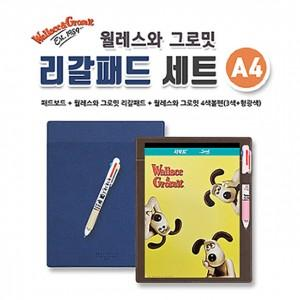 Wallace & Gromit
Est. 1989
월레스와 그로밋
리갈패드 세트 A4
패드보드 + 월레스와 그로밋 리갈패드 + 월레스와 그로밋 4색볼펜(3색+형광색)
Wallace
& Gromit